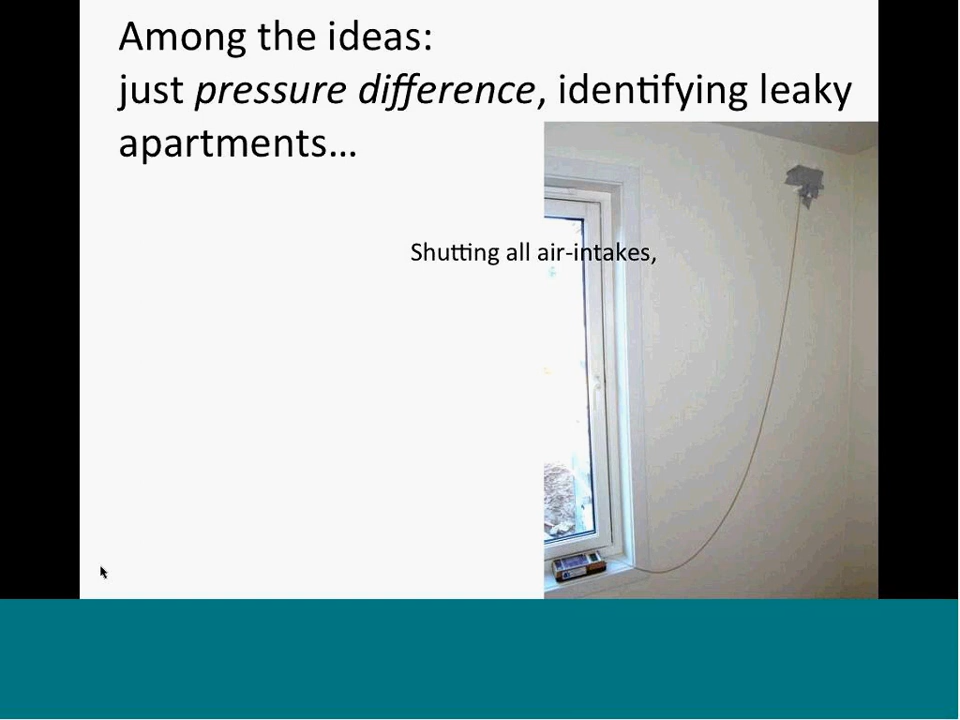 Among the ideas:
just pressure difference, identifying leaky
apartments…
Shutting all air-intakes,